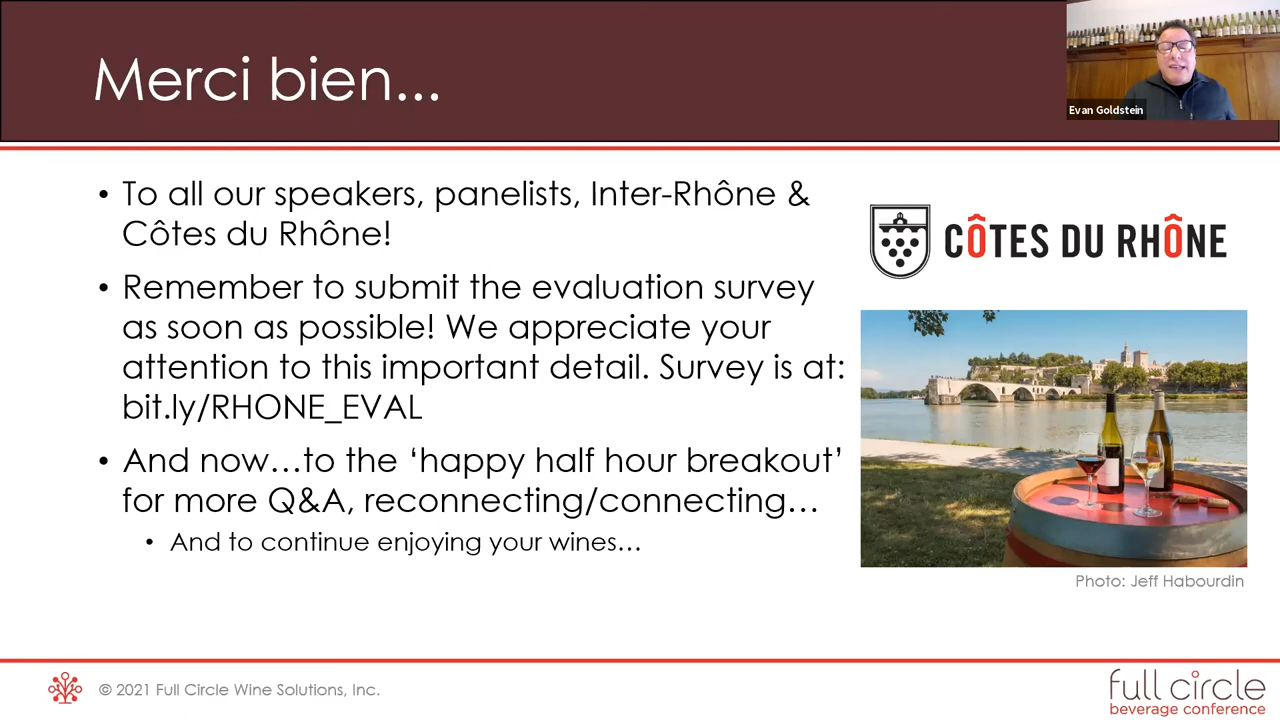 Merci bien...
Evan Goldstein
• To all our speakers, panelists, Inter-Rhône &
Côtes du Rhône!
• Remember to submit the evaluation survey
as soon as possible! We appreciate your
attention to this important detail. Survey is at:
bit.ly/RHONE_EVAL
• And now...to the ‘happy half hour breakout’
for more Q&A, reconnecting/connecting...
• And to continue enjoying your wines...
CÔTES DU RHÔNE
Photo: Jeff Habourdin
© 2021 Full Circle Wine Solutions, Inc.
full circle
beverage conference